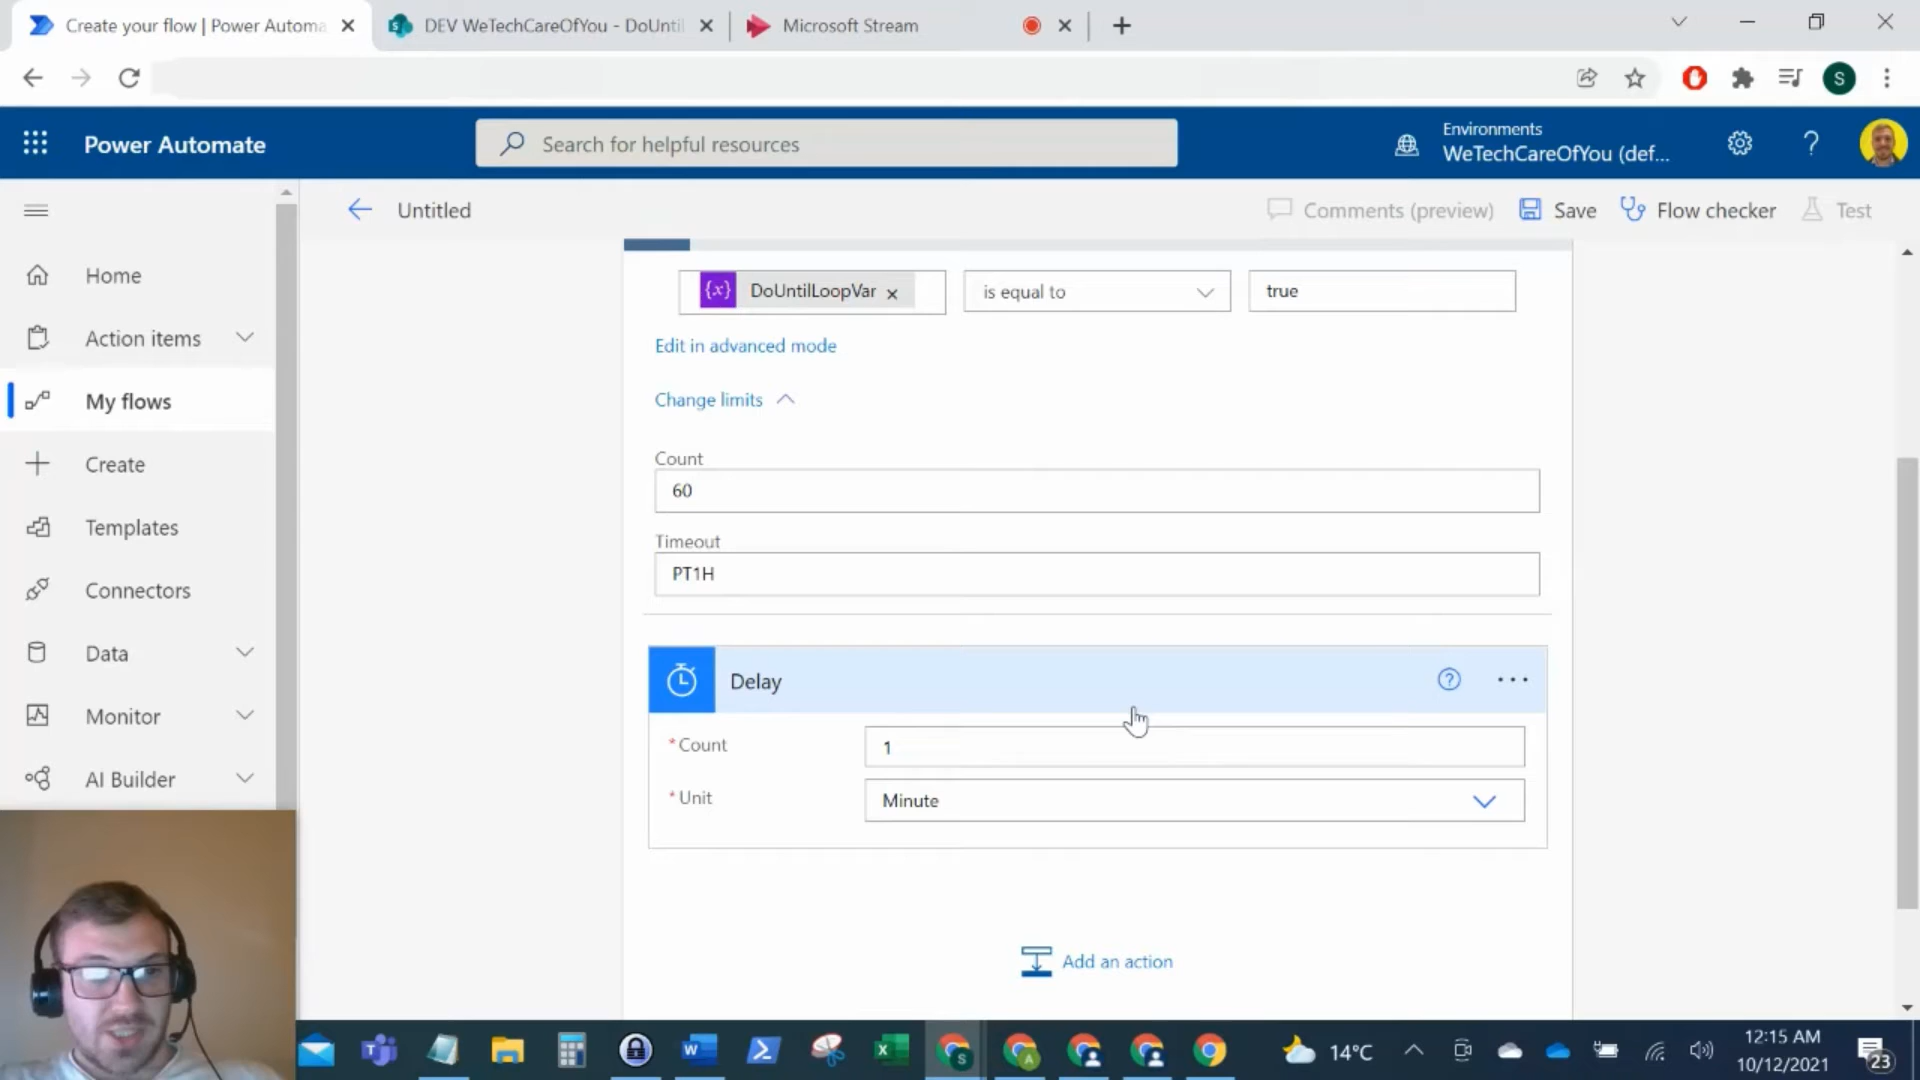 Create your flow | Power Automa
DEV WeTechCareOfYou - DoUntil
Microsoft Stream
S
Power Automate
Search for helpful resources
Environments
WeTechCareOfYou (def...
Untitled
Comments (preview)
Save
Flow checker
Test
Home
Action items
My flows
Create
Templates
Connectors
Data
Monitor
AI Builder
{x} DoUntilLoopVar
is equal to
true
Edit in advanced mode
Change limits
Count
60
Timeout
PT1H
Delay
*Count
1
*Unit
Minute
Add an action
14°C
12:15 AM
10/12/2021
23